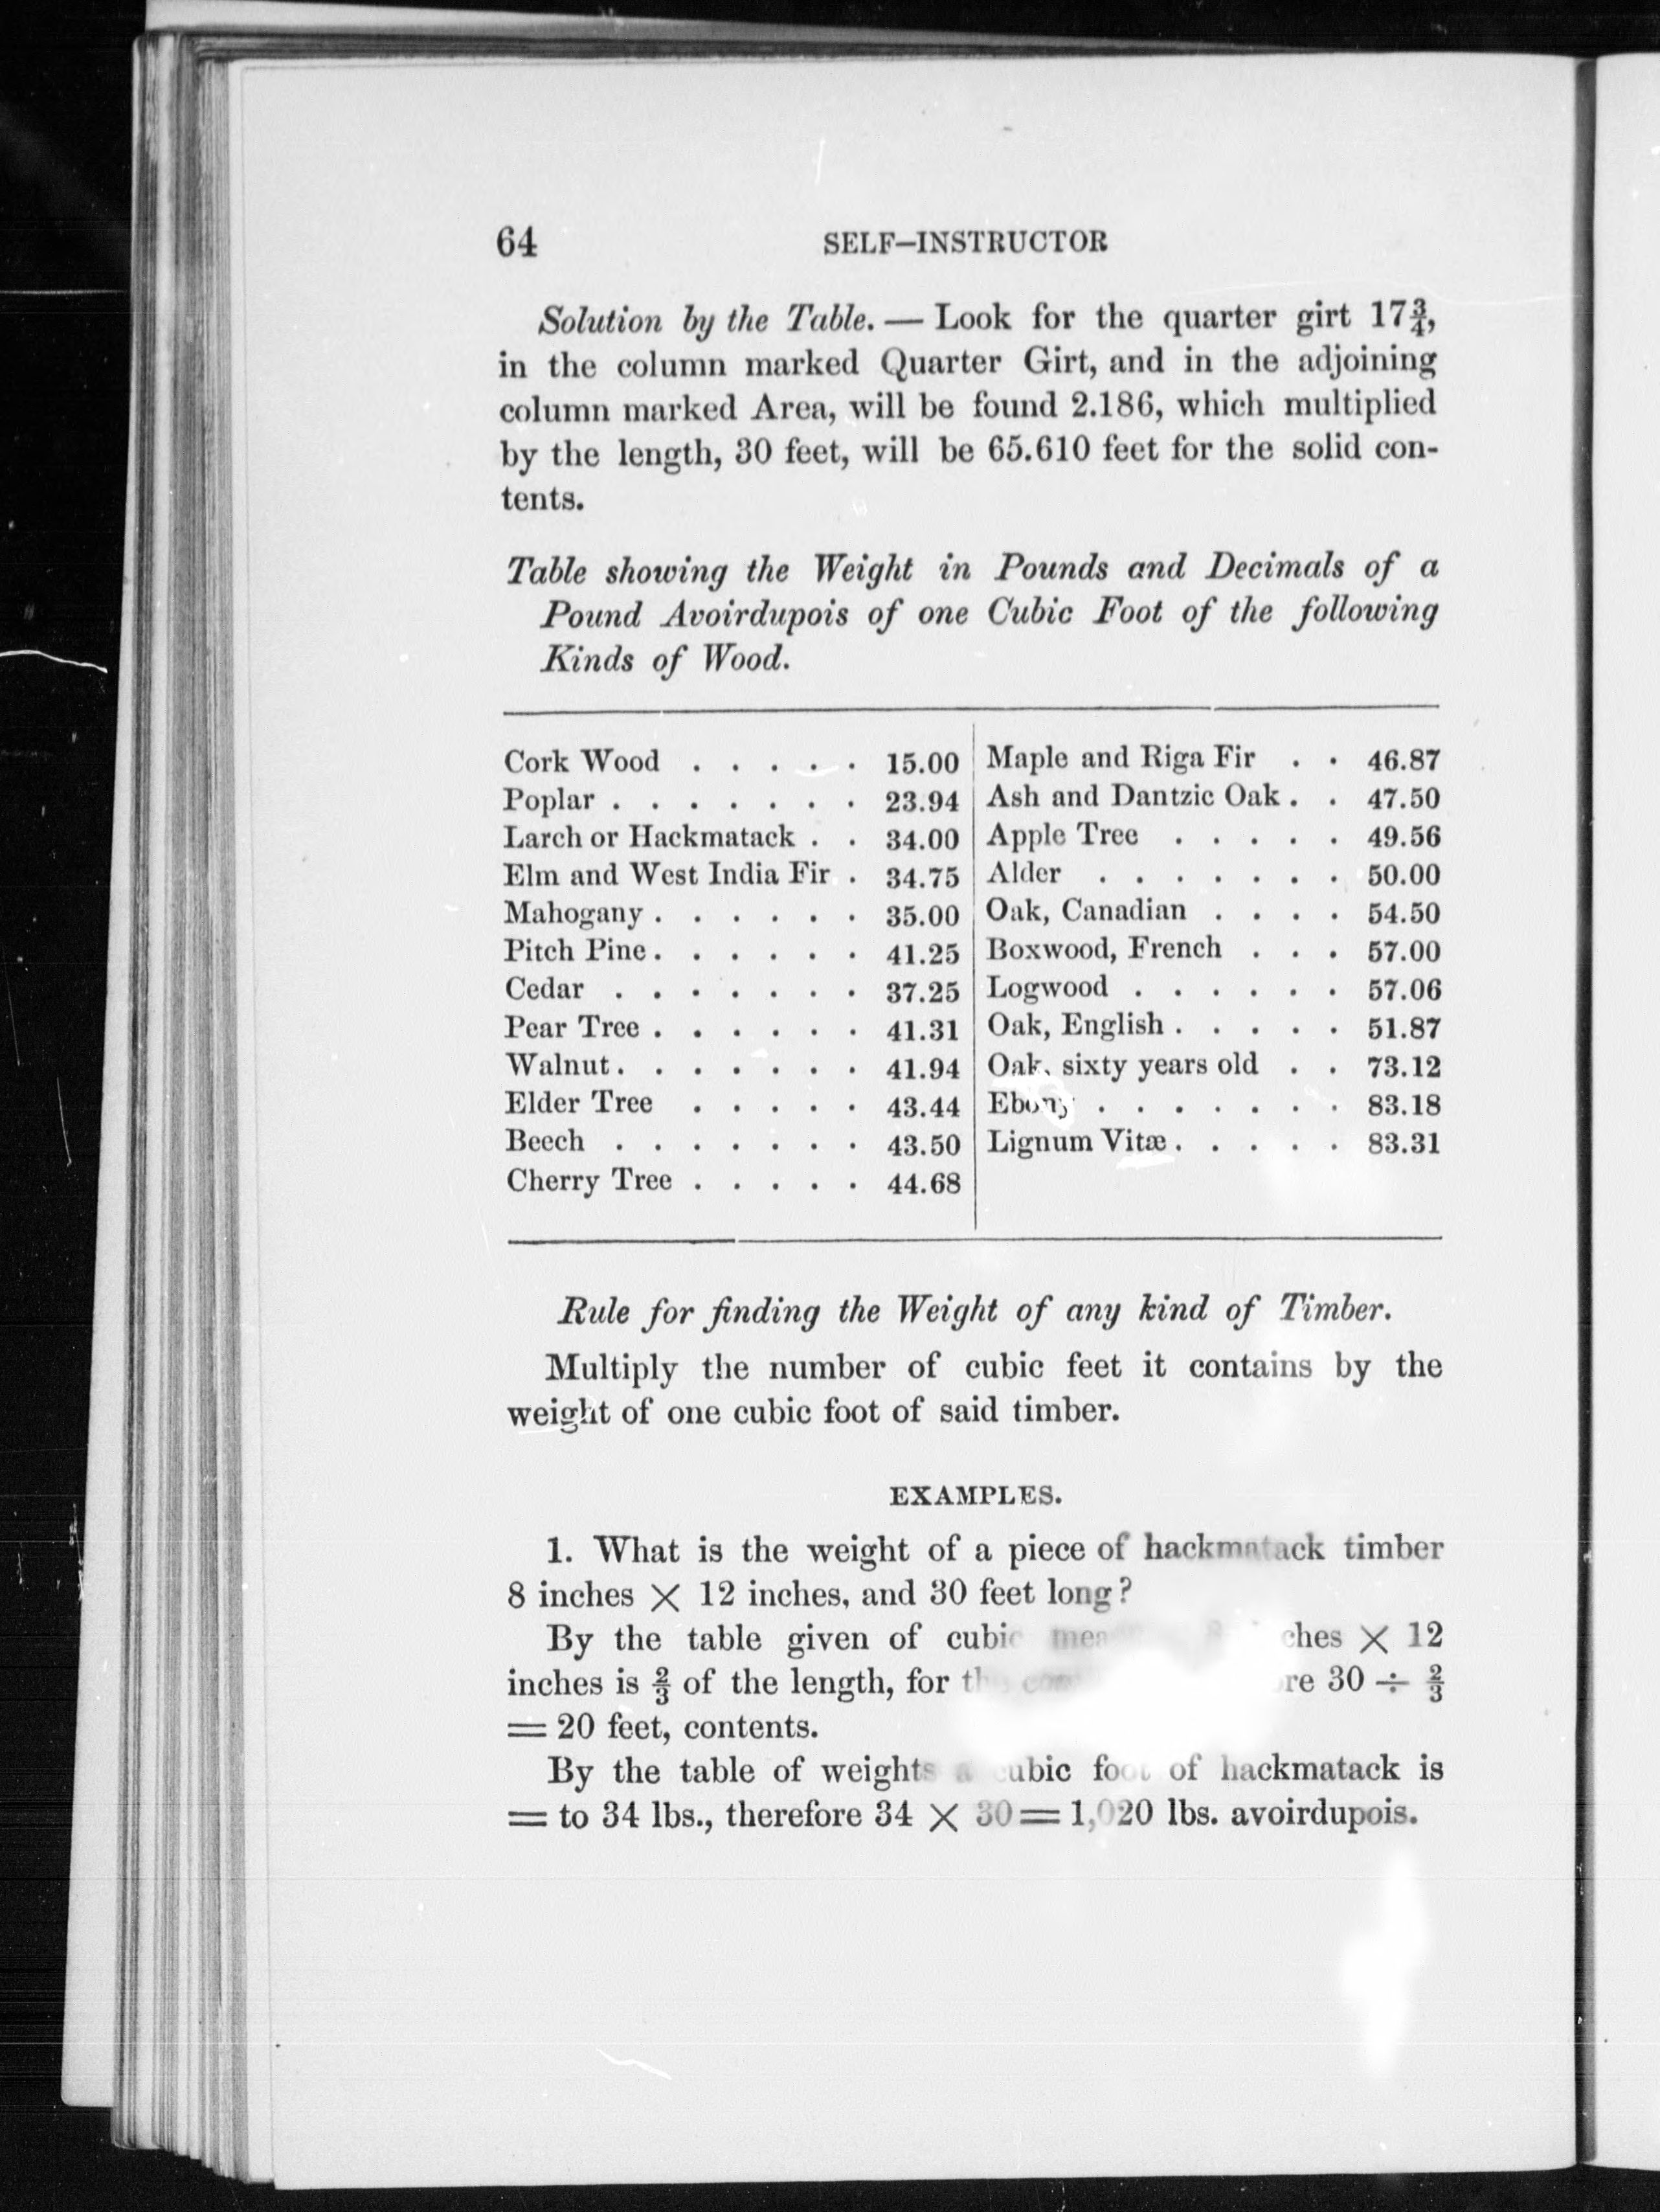 64 SELF–INSTRUCTOR
Solution by the Table. — Look for the quarter girt 17¾,
in the column marked Quarter Girt, and in the adjoining
column marked Area, will be found 2.186, which multiplied
by the length, 30 feet, will be 65.610 feet for the solid con-
tents.
Table showing the Weight in Pounds and Decimals of a
Pound Avoirdupois of one Cubic Foot of the following
Kinds of Wood.
Cork Wood . . . . . 15.00
Poplar . . . . . . . 23.94
Larch or Hackmatack . . 34.00
Elm and West India Fir . 34.75
Mahogany . . . . . . 35.00
Pitch Pine . . . . . . 41.25
Cedar . . . . . . . 37.25
Pear Tree . . . . . . 41.31
Walnut . . . . . . . 41.94
Elder Tree . . . . . 43.44
Beech . . . . . . . 43.50
Cherry Tree . . . . . 44.68
Maple and Riga Fir . . 46.87
Ash and Dantzic Oak . . 47.50
Apple Tree . . . . . 49.56
Alder . . . . . . . 50.00
Oak, Canadian . . . . 54.50
Boxwood, French . . . 57.00
Logwood . . . . . . 57.06
Oak, English . . . . . 51.87
Oak, sixty years old . . 73.12
Ebony . . . . . . . 83.18
Lignum Vitæ . . . . . 83.31
Rule for finding the Weight of any kind of Timber.
Multiply the number of cubic feet it contains by the
weight of one cubic foot of said timber.
EXAMPLES.
1. What is the weight of a piece of hackmatack timber
8 inches × 12 inches, and 30 feet long?
By the table given of cubic × 12
inches is ⅔ of the length, for 30 ÷ ⅔
= 20 feet, contents.
By the table of weights a cubic foot of hackmatack is
= to 34 lbs., therefore 34 × 30 = 1,020 lbs. avoirdupois.